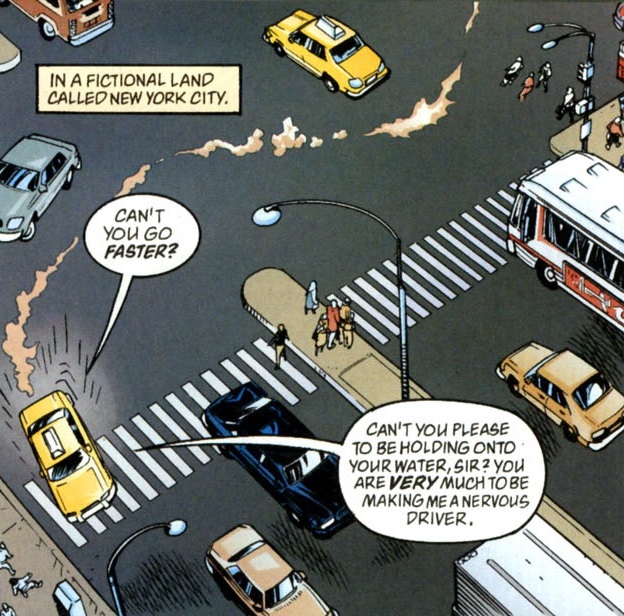 IN A FICTIONAL LAND
CALLED NEW YORK CITY.
CAN'T
YOU GO
FASTER?
CAN'T YOU PLEASE
TO BE HOLDING ONTO
YOUR WATER, SIR? YOU
ARE VERY MUCH TO BE
MAKING ME A NERVOUS
DRIVER.